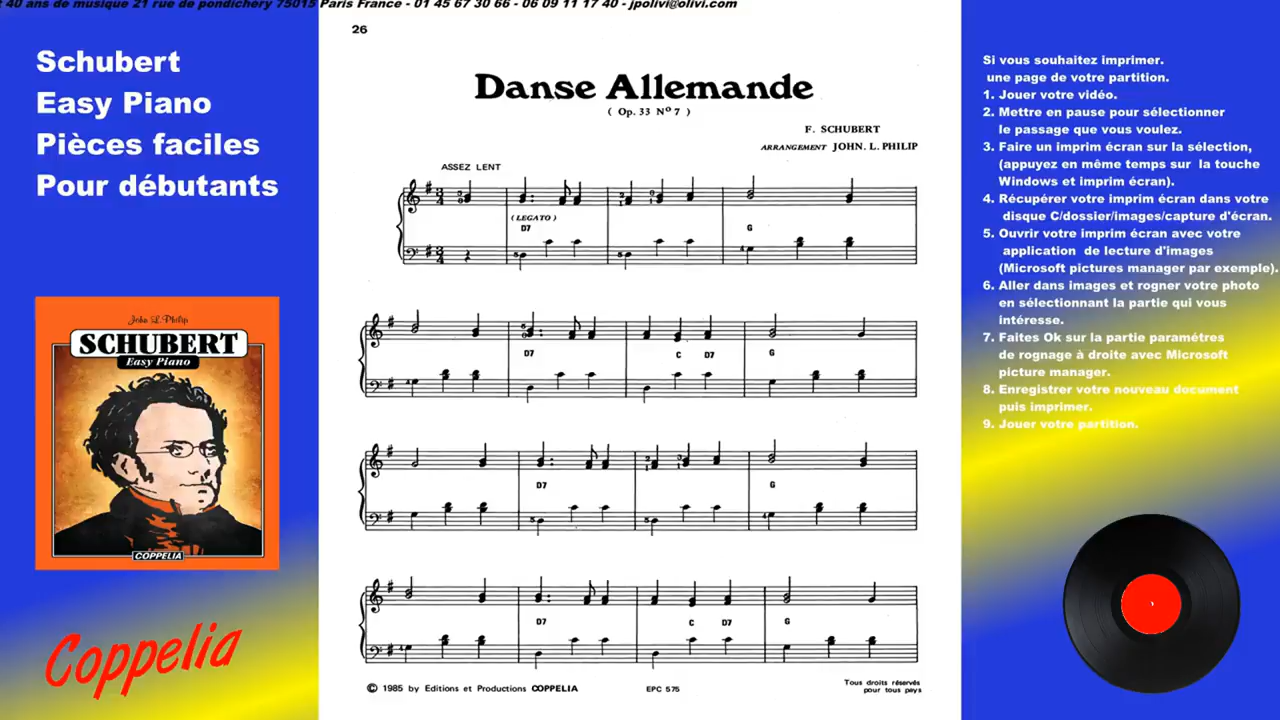 t 40 ans de musique 21 rue de pondichéry 75015 Paris France - 01 45 67 30 66 - 06 09 11 17 40 - jpolivi@olivi.com
Schubert
Easy Piano
Pièces faciles
Pour débutants
John L. Philip
SCHUBERT
Easy Piano
COPPELIA
Coppelia
26
Danse Allemande
( Op. 33 Nº 7 )
F. SCHUBERT
ARRANGEMENT JOHN. L. PHILIP
ASSEZ LENT
( LEGATO )
D7 G
D7 C D7 G
D7 G
D7 C D7 G
© 1985 by Editions et Productions COPPELIA
EPC 575
Tous droits réservés
pour tous pays
Si vous souhaitez imprimer.
une page de votre partition.
1. Jouer votre vidéo.
2. Mettre en pause pour sélectionner
le passage que vous voulez.
3. Faire un imprim écran sur la sélection,
(appuyez en même temps sur la touche
Windows et imprim écran).
4. Récupérer votre imprim écran dans votre
disque C/dossier/images/capture d'écran.
5. Ouvrir votre imprim écran avec votre
application de lecture d'images
(Microsoft pictures manager par exemple).
6. Aller dans images et rogner votre photo
en sélectionnant la partie qui vous
intéresse.
7. Faites Ok sur la partie paramétres
de rognage à droite avec Microsoft
picture manager.
8. Enregistrer votre nouveau document
puis imprimer.
9. Jouer votre partition.